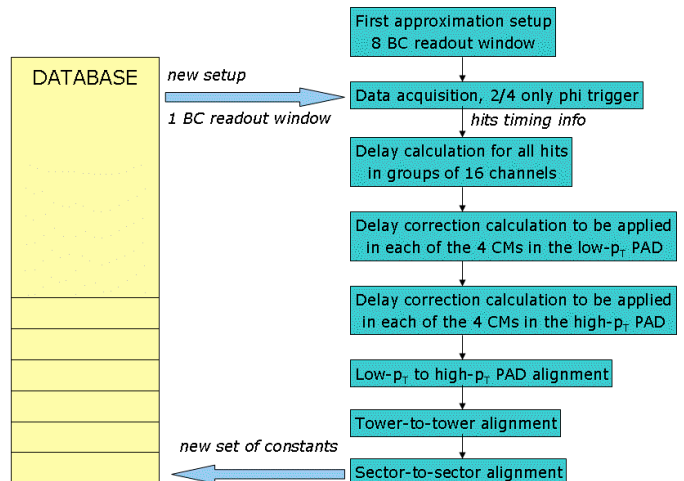 First approximation setup
8 BC readout window
DATABASE
new setup
1 BC readout window
Data acquisition, 2/4 only phi trigger
hits timing info
Delay calculation for all hits
in groups of 16 channels
Delay correction calculation to be applied
in each of the 4 CMs in the low-pT PAD
Delay correction calculation to be applied
in each of the 4 CMs in the high-pT PAD
Low-pT to high-pT PAD alignment
Tower-to-tower alignment
new set of constants
Sector-to-sector alignment